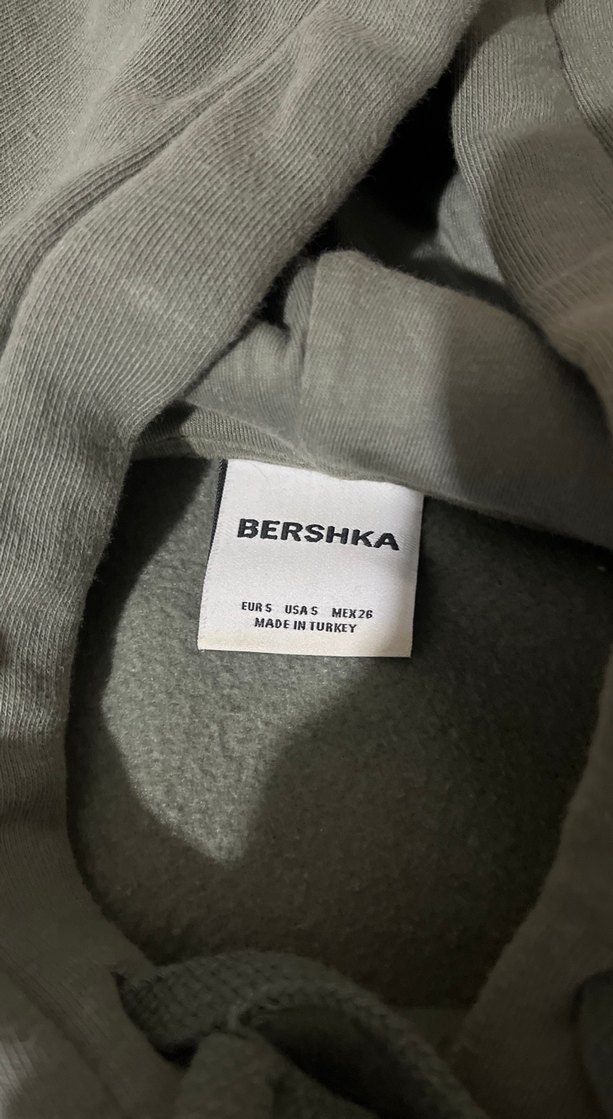 BERSHKA
EUR S USA S MEX 26
MADE IN TURKEY